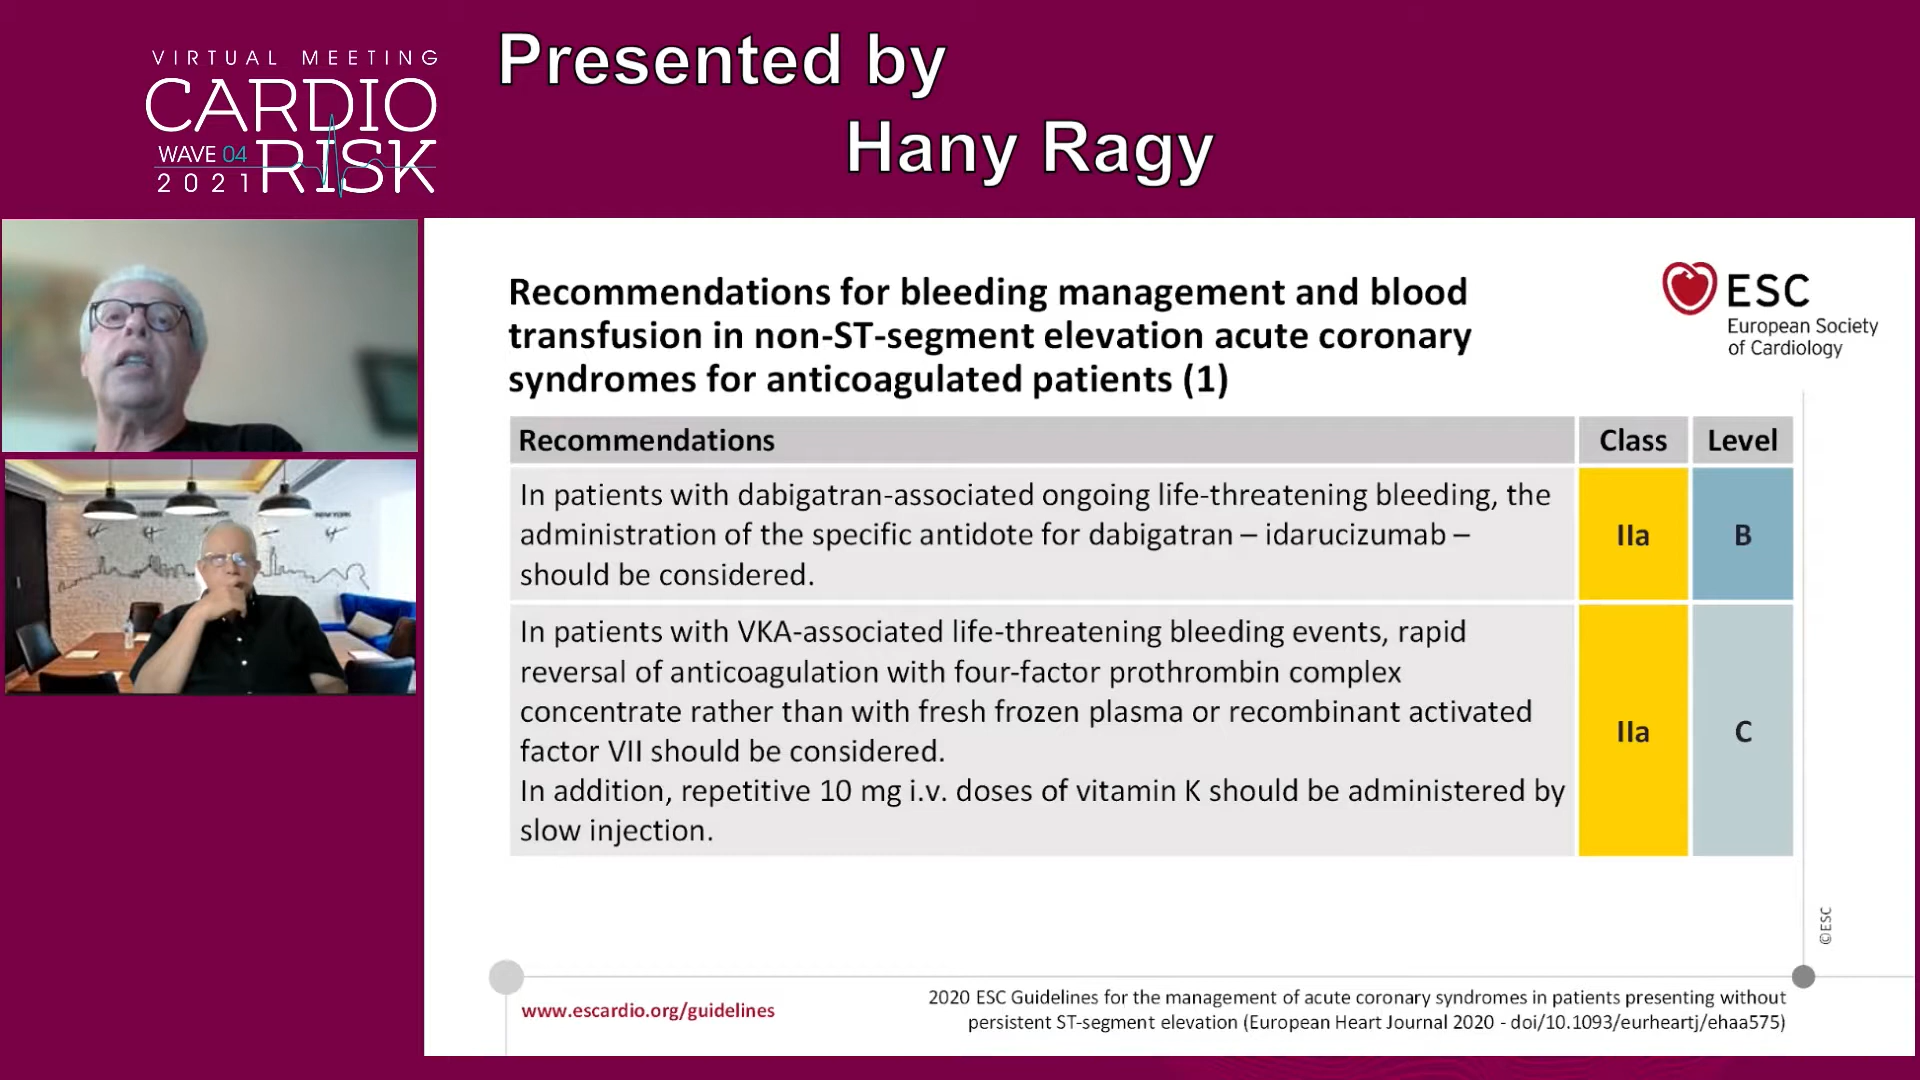 VIRTUAL MEETING
CARDIO
WAVE 04
RISK
2021
Presented by
Hany Ragy
Recommendations for bleeding management and blood
transfusion in non-ST-segment elevation acute coronary
syndromes for anticoagulated patients (1)
ESC
European Society
of Cardiology
Recommendations Class Level
In patients with dabigatran-associated ongoing life-threatening bleeding, the
administration of the specific antidote for dabigatran – idarucizumab –
should be considered.
IIa B
In patients with VKA-associated life-threatening bleeding events, rapid
reversal of anticoagulation with four-factor prothrombin complex
concentrate rather than with fresh frozen plasma or recombinant activated
factor VII should be considered.
In addition, repetitive 10 mg i.v. doses of vitamin K should be administered by
slow injection.
IIa C
©ESC
www.escardio.org/guidelines
2020 ESC Guidelines for the management of acute coronary syndromes in patients presenting without
persistent ST-segment elevation (European Heart Journal 2020 - doi/10.1093/eurheartj/ehaa575)